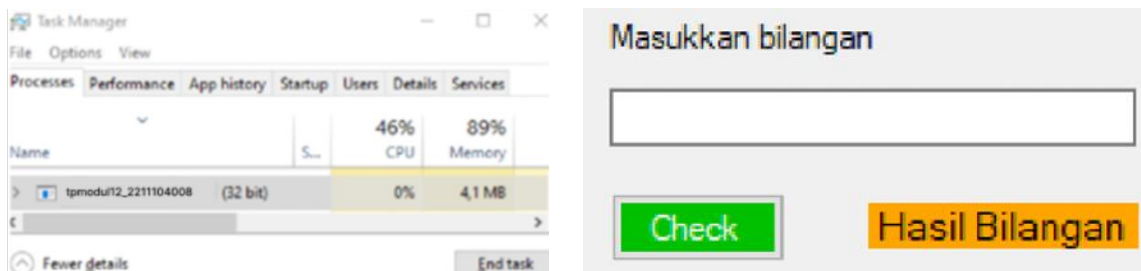 Task Manager
File Options View
Processes Performance App history Startup Users Details Services
46% 89%
Name S... CPU Memory
tpmodul12_2211104008 (32 bit) 0% 4,1 MB
Fewer details End task
Masukkan bilangan
Check Hasil Bilangan